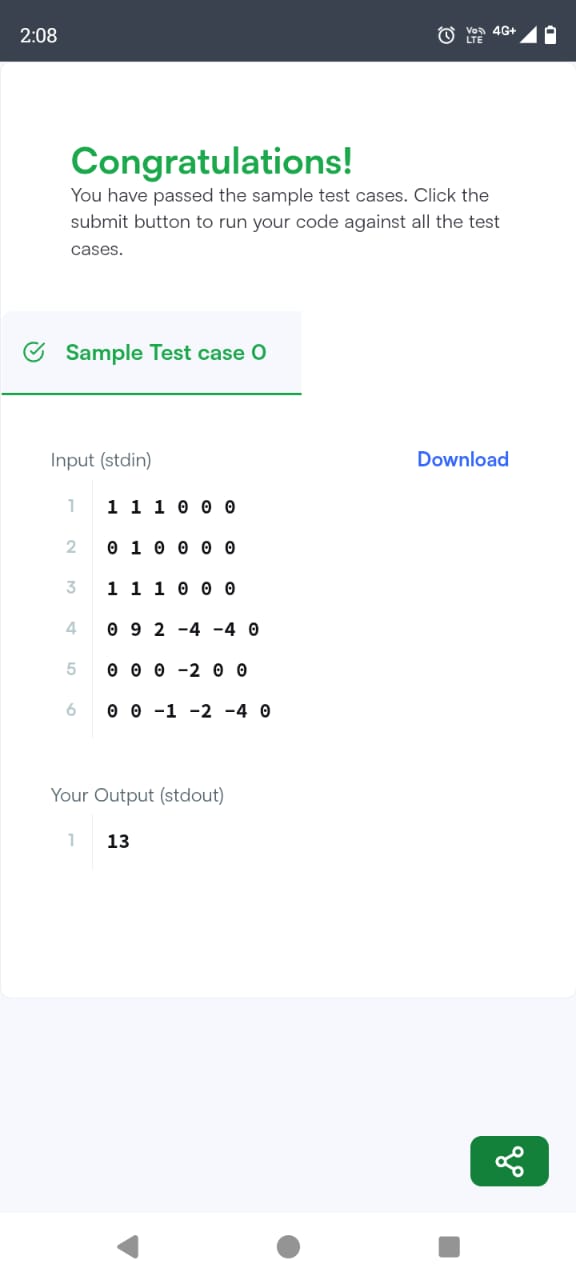 2:08
Vo)) LTE 4G+
Congratulations!
You have passed the sample test cases. Click the
submit button to run your code against all the test
cases.
Sample Test case 0
Input (stdin) Download
1 1 1 1 0 0 0
2 0 1 0 0 0 0
3 1 1 1 0 0 0
4 0 9 2 -4 -4 0
5 0 0 0 -2 0 0
6 0 0 -1 -2 -4 0
Your Output (stdout)
1 13